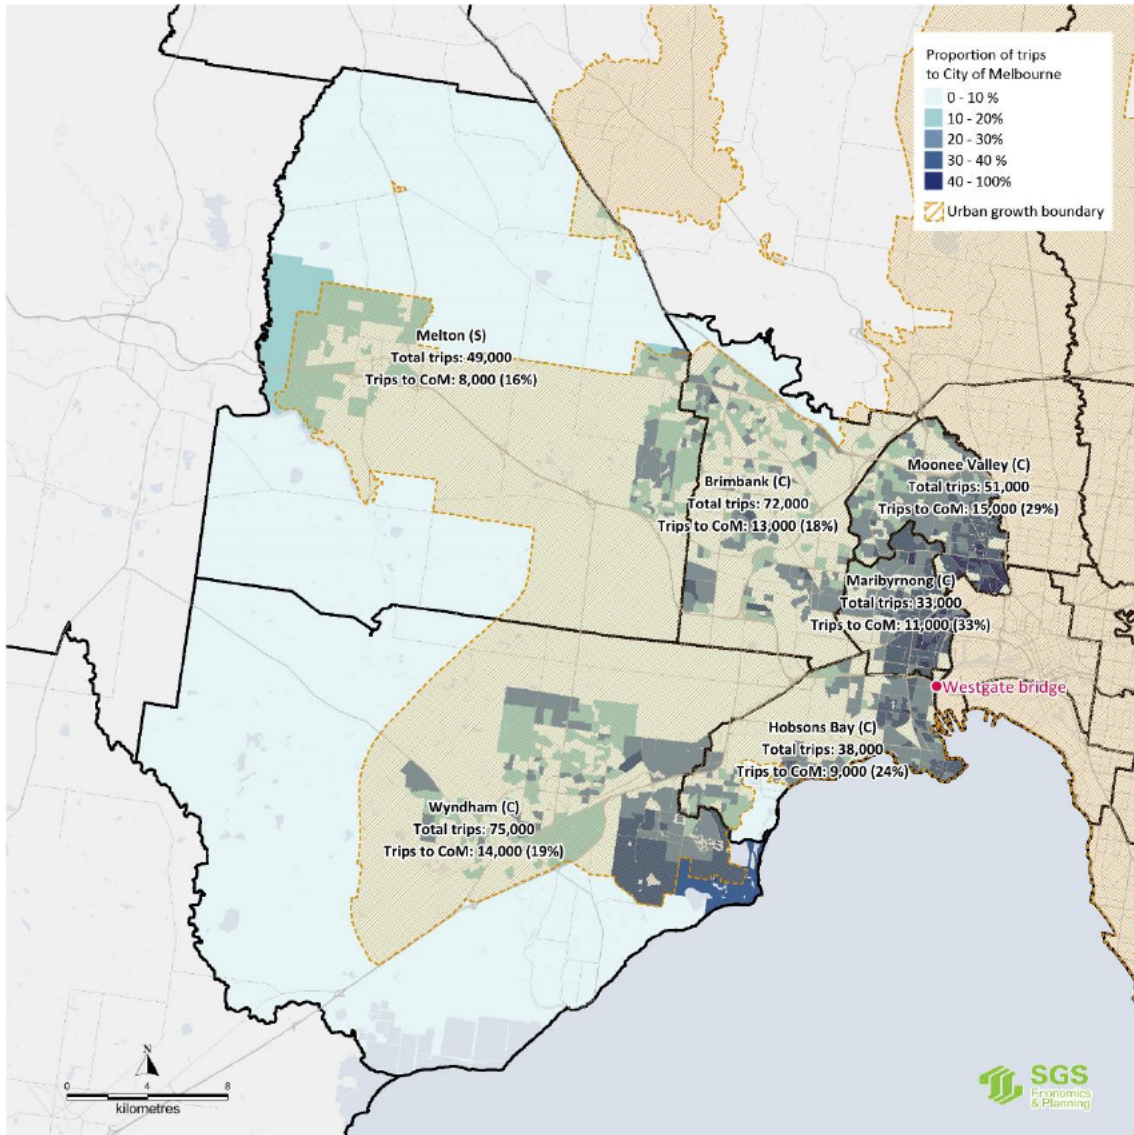 Proportion of trips
to City of Melbourne
0 - 10 %
10 - 20%
20 - 30%
30 - 40 %
40 - 100%
Urban growth boundary
Melton (S)
Total trips: 49,000
Trips to CoM: 8,000 (16%)
Moonee Valley (C)
Total trips: 51,000
Trips to CoM: 15,000 (29%)
Brimbank (C)
Total trips: 72,000
Trips to CoM: 13,000 (18%)
Maribyrnong (C)
Total trips: 33,000
Trips to CoM: 11,000 (33%)
Westgate bridge
Hobsons Bay (C)
Total trips: 38,000
Trips to CoM: 9,000 (24%)
Wyndham (C)
Total trips: 75,000
Trips to CoM: 14,000 (19%)
N
0 4 8
kilometres
SGS
Economics
& Planning